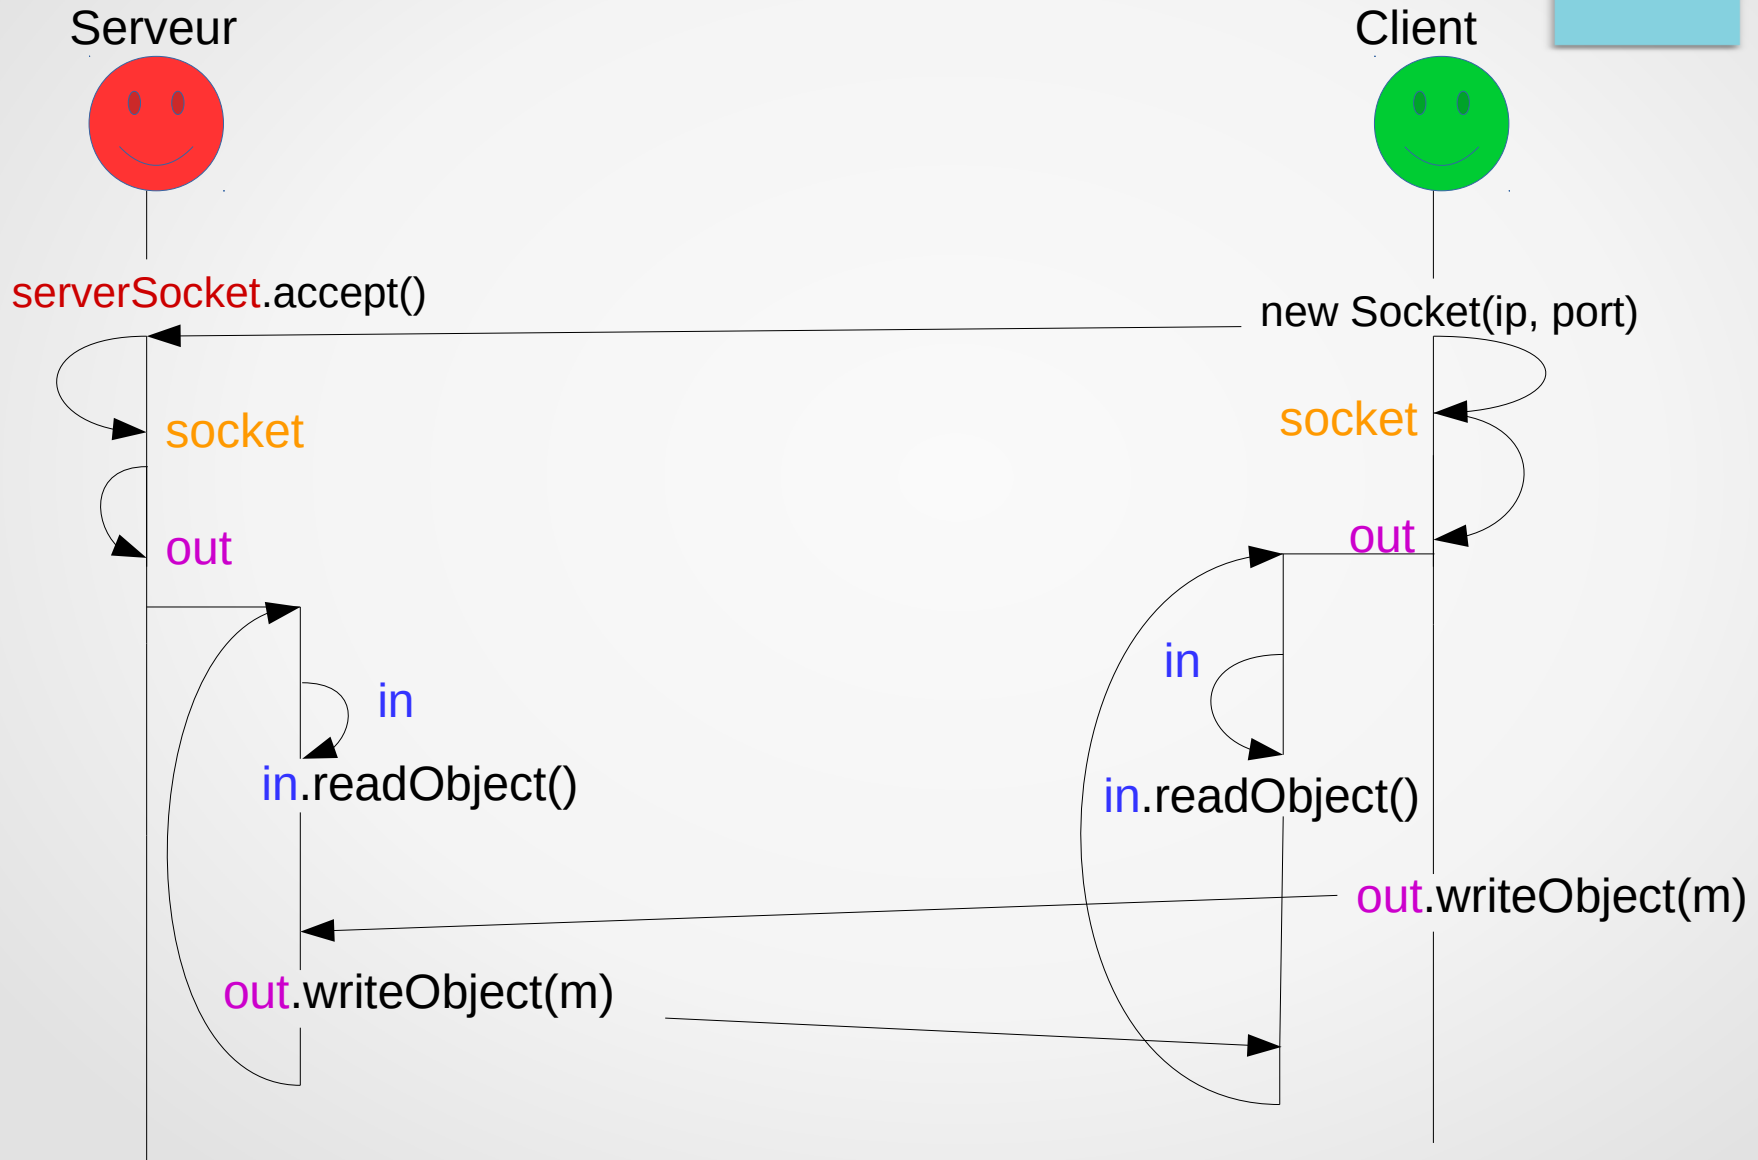 Serveur
Client
serverSocket.accept()
new Socket(ip, port)
socket
socket
out
out
in
in
in.readObject()
in.readObject()
out.writeObject(m)
out.writeObject(m)